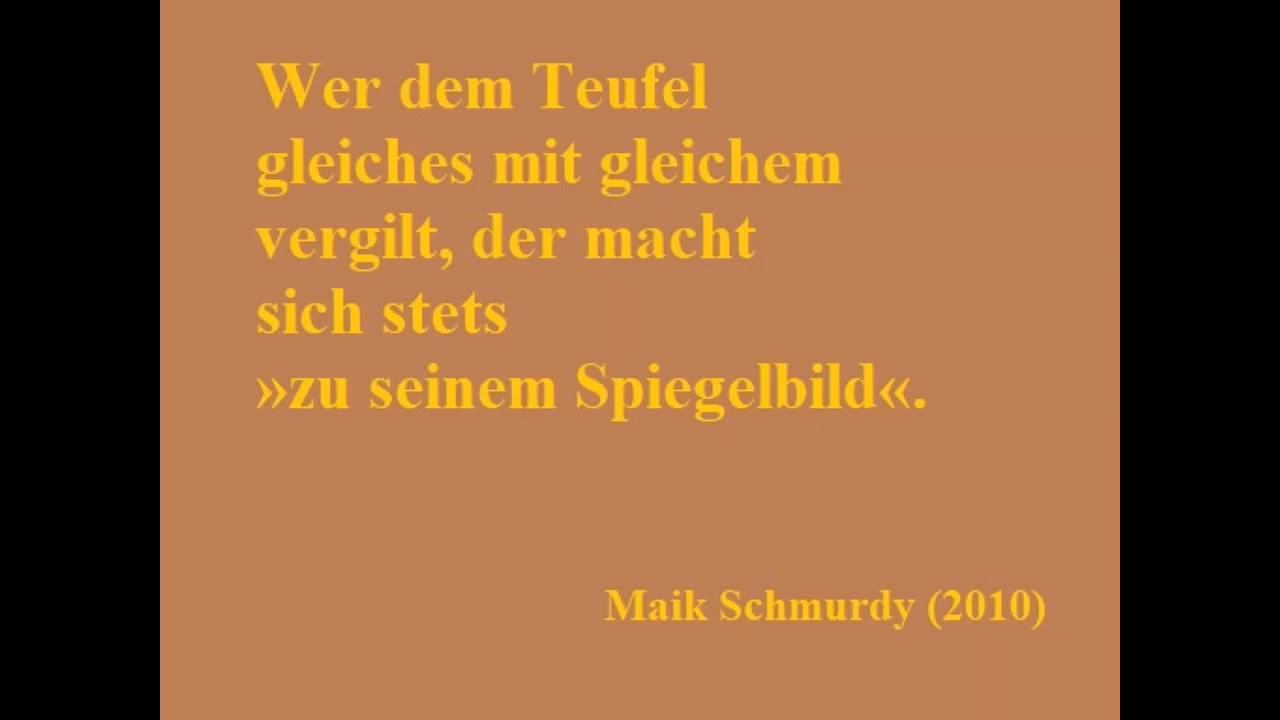 Wer dem Teufel
gleiches mit gleichem
vergilt, der macht
sich stets
»zu seinem Spiegelbild«.
Maik Schmurdy (2010)